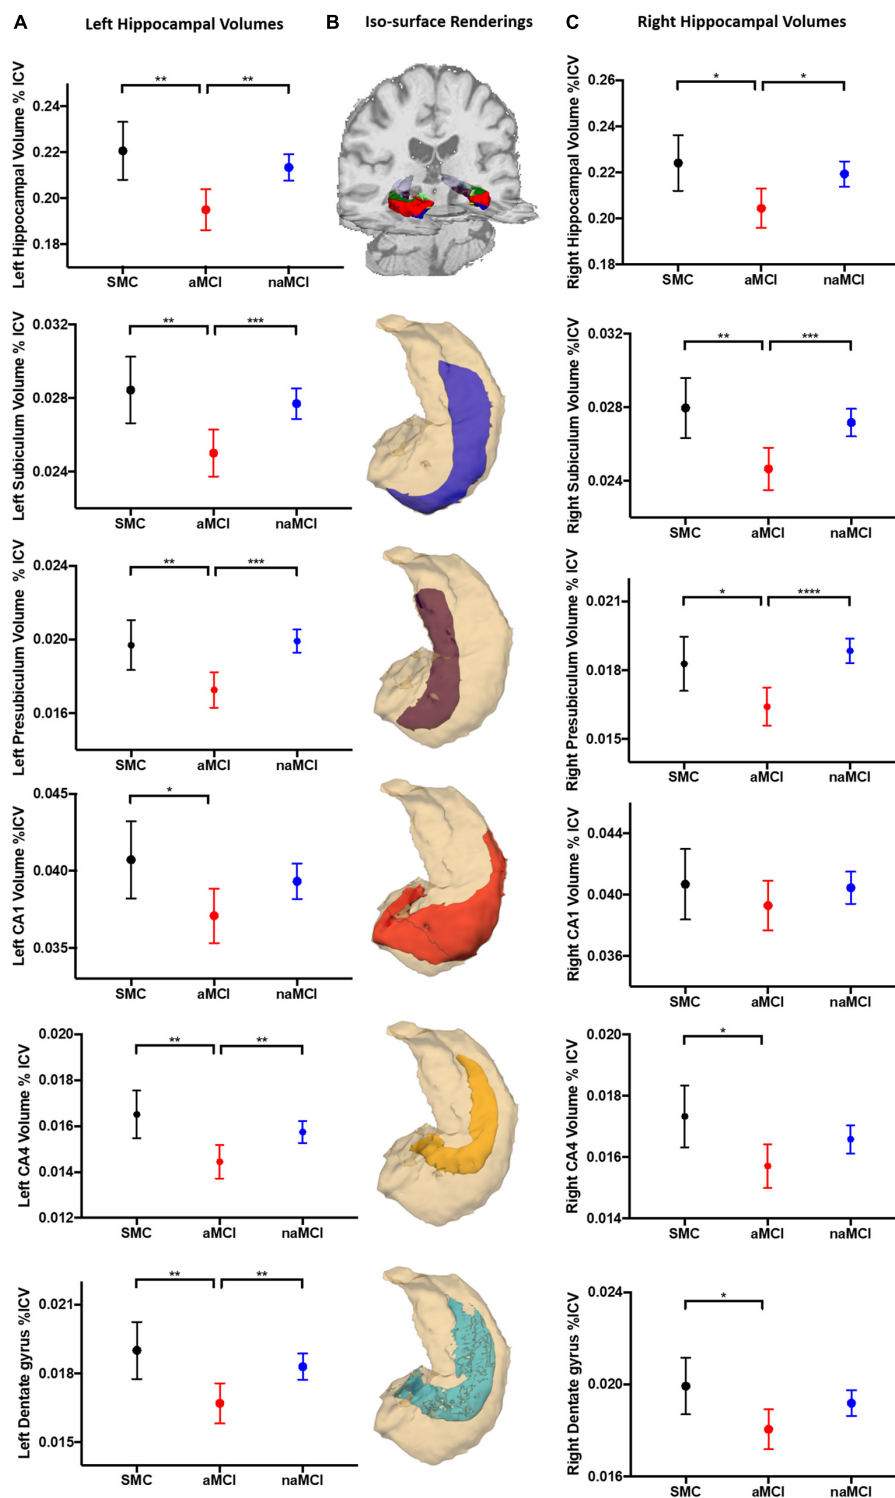 A Left Hippocampal Volumes B Iso-surface Renderings C Right Hippocampal Volumes
Left Hippocampal Volume % ICV
0.24
0.22
0.20
0.18
** **
SMC aMCI naMCI
Right Hippocampal Volume %ICV
0.26
0.24
0.22
0.20
0.18
* *
SMC aMCI naMCI
Left Subiculum Volume % ICV
0.032
0.028
0.024
** ***
SMC aMCI naMCI
Right Subiculum Volume %ICV
0.032
0.028
0.024
** ***
SMC aMCI naMCI
Left Presubiculum Volume % ICV
0.024
0.020
0.016
** ***
SMC aMCI naMCI
Right Presubiculum Volume %ICV
0.021
0.018
0.015
* ****
SMC aMCI naMCI
Left CA1 Volume %ICV
0.045
0.040
0.035
*
SMC aMCI naMCI
Right CA1 Volume % ICV
0.044
0.040
0.036
SMC aMCI naMCI
Left CA4 Volume % ICV
0.020
0.018
0.016
0.014
0.012
** **
SMC aMCI naMCI
Right CA4 Volume % ICV
0.020
0.018
0.016
0.014
*
SMC aMCI naMCI
Left Dentate gyrus %ICV
0.021
0.018
0.015
** **
SMC aMCI naMCI
Right Dentate gyrus %ICV
0.024
0.020
0.016
*
SMC aMCI naMCI